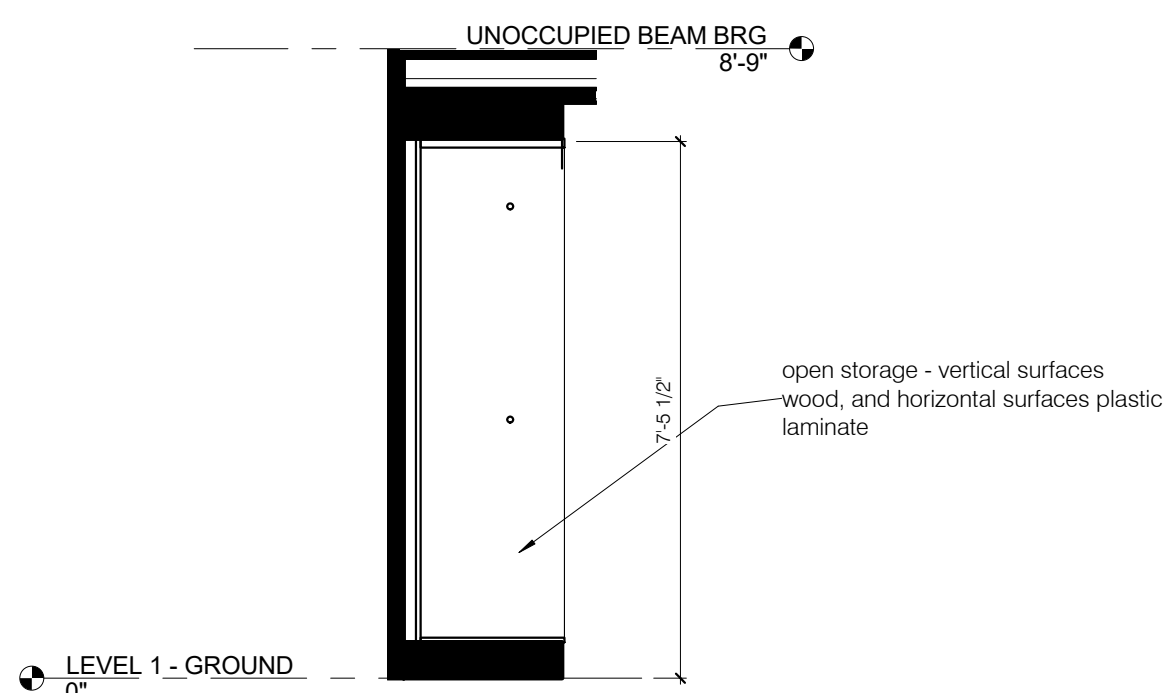 UNOCCUPIED BEAM BRG
8'-9"
open storage - vertical surfaces
wood, and horizontal surfaces plastic
laminate
7'-5 1/2"
LEVEL 1 - GROUND
0"